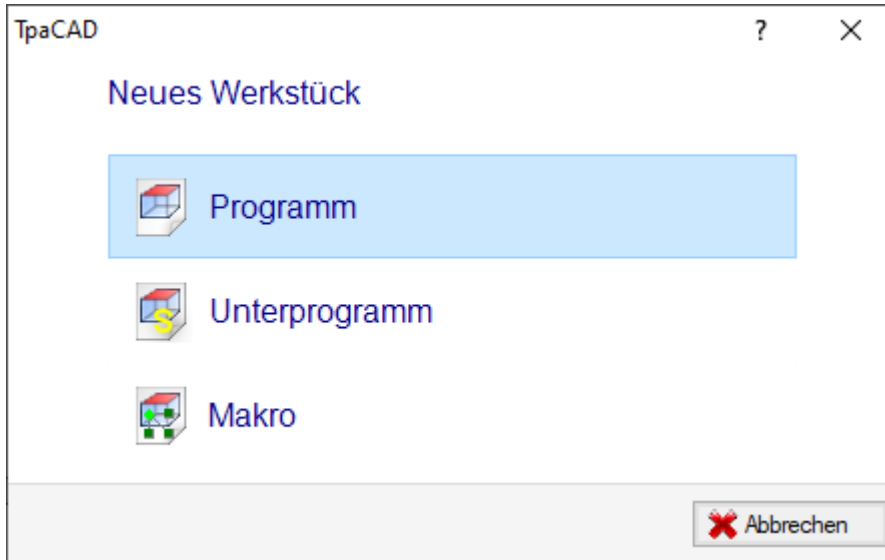 TpaCAD ?
Neues Werkstück
Programm
Unterprogramm
Makro
Abbrechen